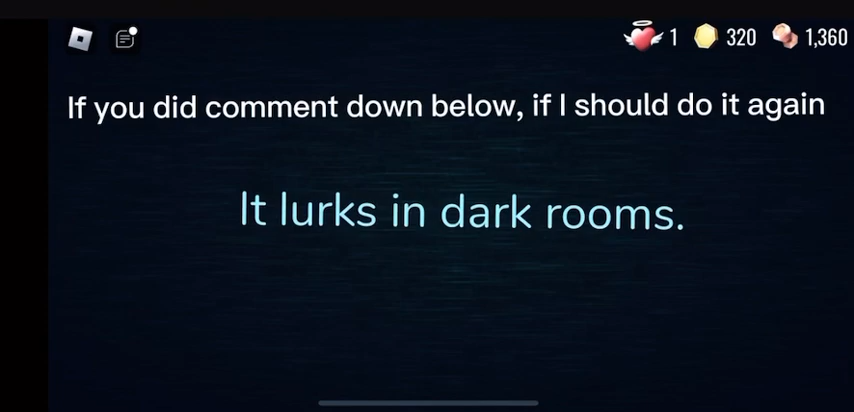 1 320 1,360
If you did comment down below, if I should do it again
It lurks in dark rooms.